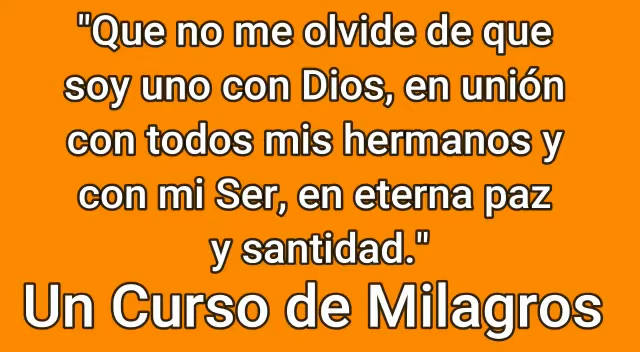 "Que no me olvide de que
soy uno con Dios, en unión
con todos mis hermanos y
con mi Ser, en eterna paz
y santidad."
Un Curso de Milagros